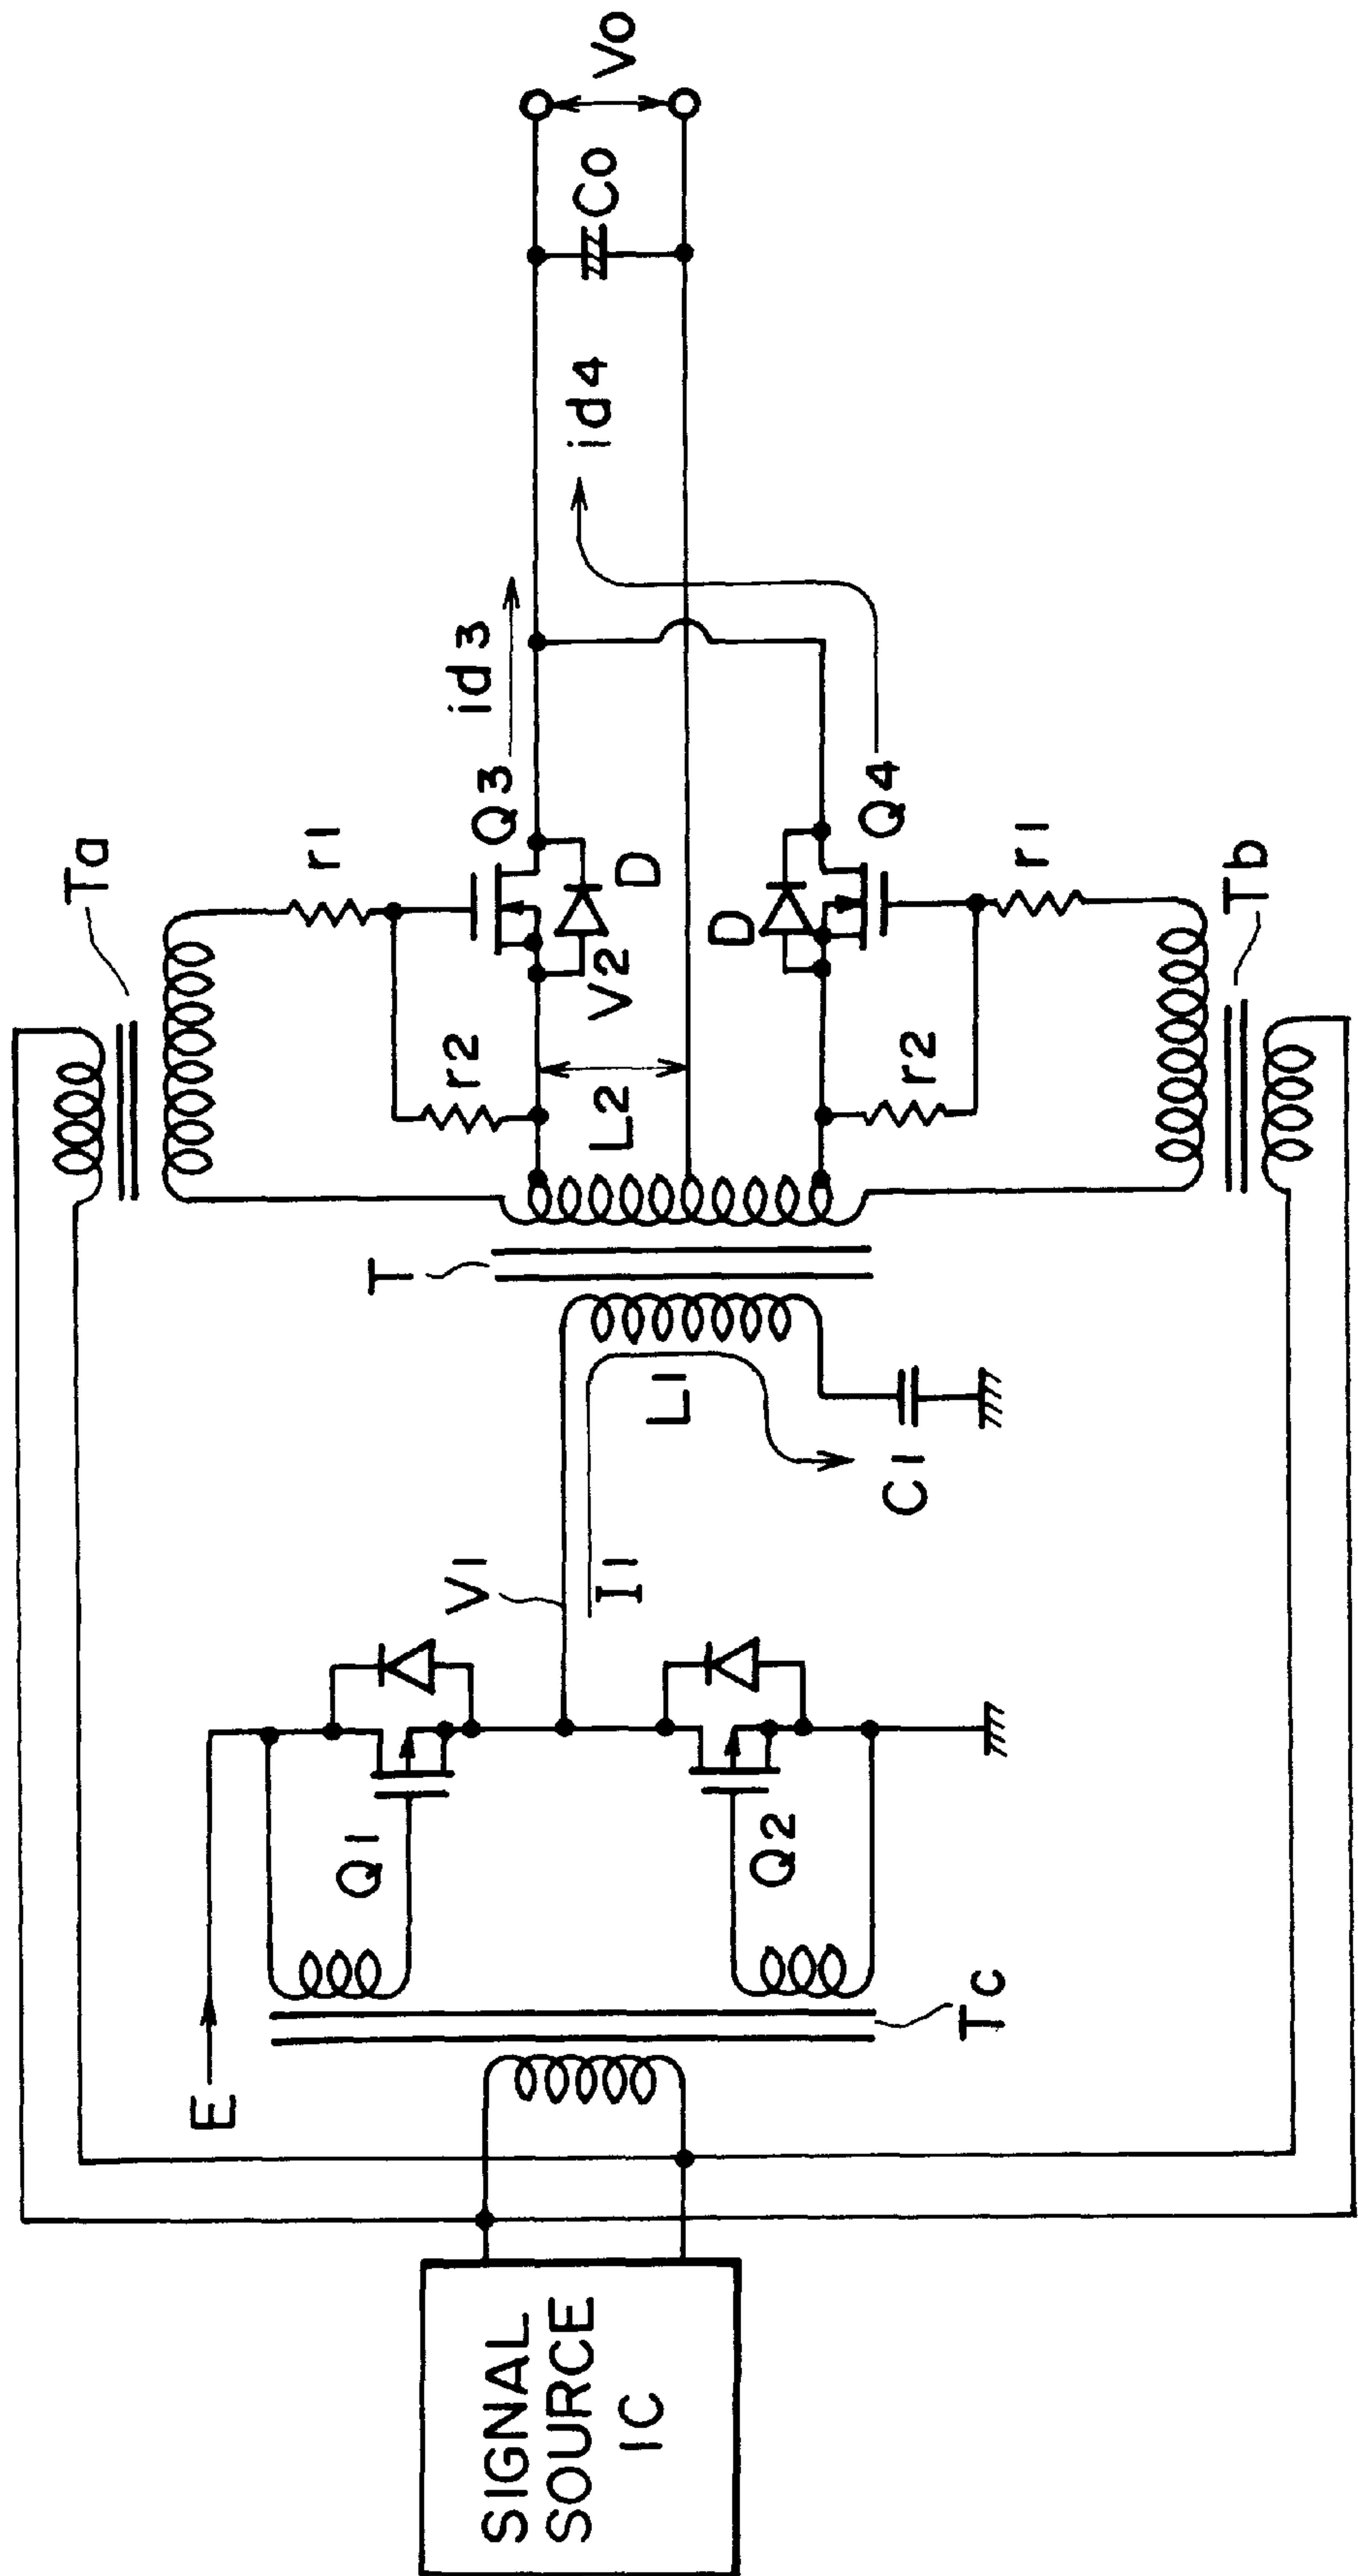 SIGNAL
SOURCE
IC
E
Tc
Q1
Q2
V1
I1
L1
C1
T
L2
V2
Ta
r1
r2
Q3
D
id3
D
Q4
r2
r1
Tb
id4
Co
Vo